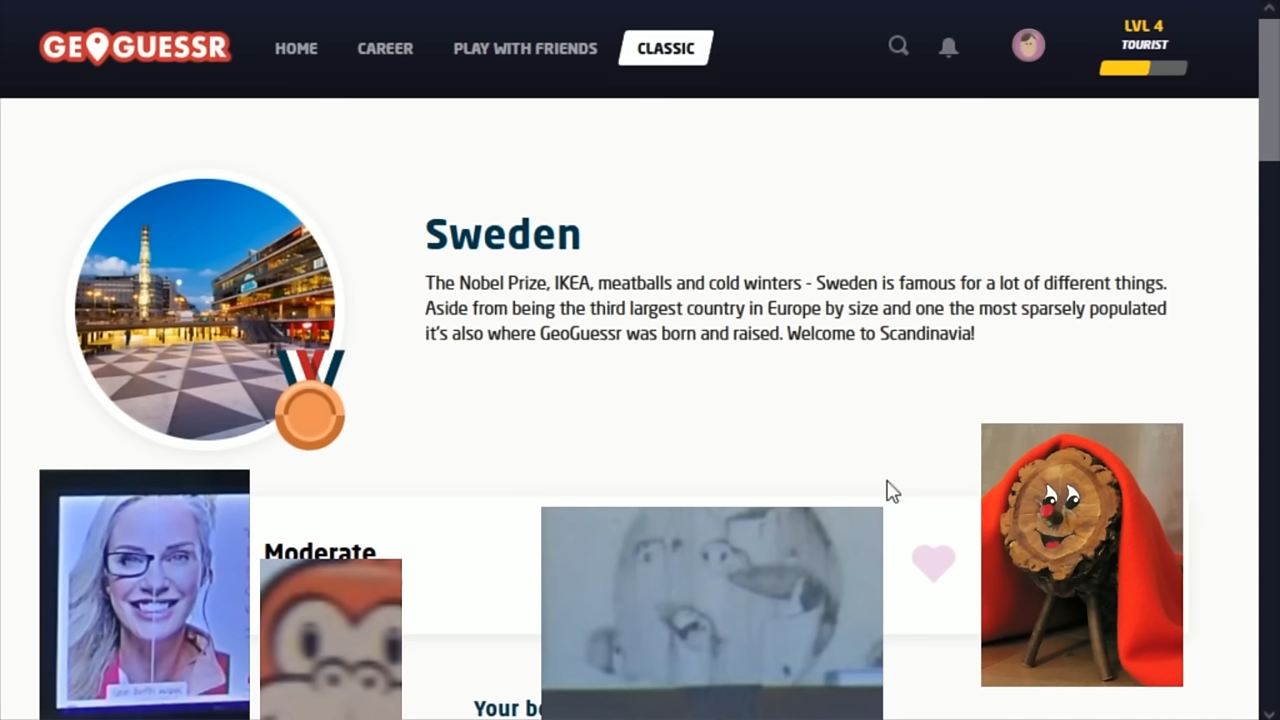 GEOGUESSR
HOME
CAREER
PLAY WITH FRIENDS
CLASSIC
LVL 4
TOURIST
Sweden
The Nobel Prize, IKEA, meatballs and cold winters - Sweden is famous for a lot of different things.
Aside from being the third largest country in Europe by size and one the most sparsely populated
it's also where GeoGuessr was born and raised. Welcome to Scandinavia!
Moderate
Your